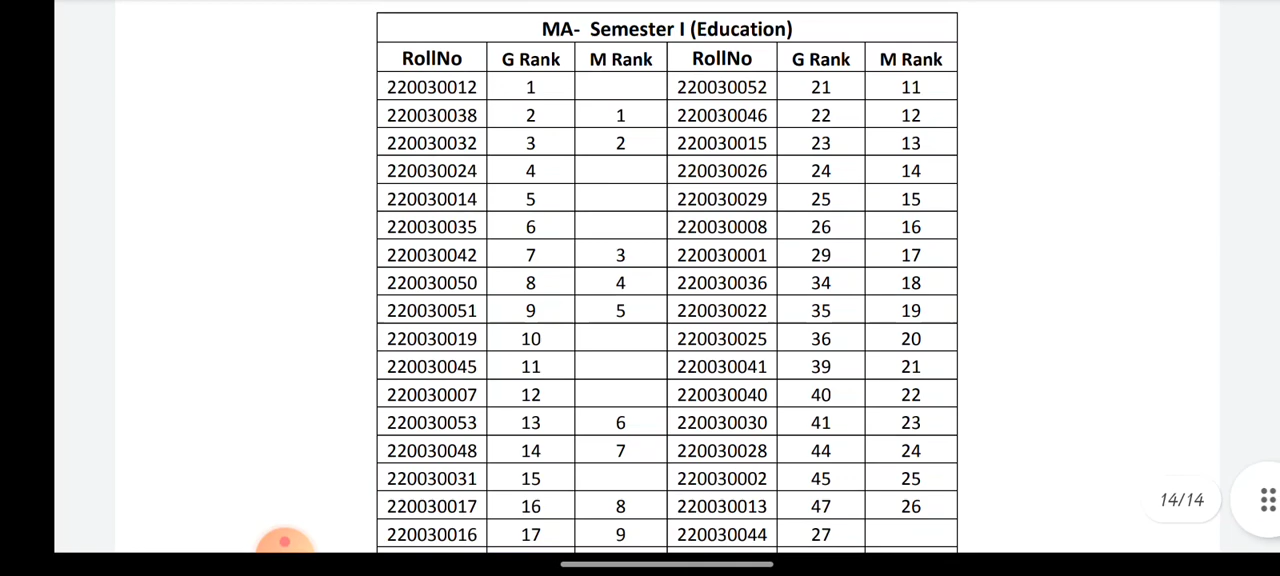 MA-  Semester I (Education)
RollNo G Rank M Rank RollNo G Rank M Rank
220030012 1 220030052 21 11
220030038 2 1 220030046 22 12
220030032 3 2 220030015 23 13
220030024 4 220030026 24 14
220030014 5 220030029 25 15
220030035 6 220030008 26 16
220030042 7 3 220030001 29 17
220030050 8 4 220030036 34 18
220030051 9 5 220030022 35 19
220030019 10 220030025 36 20
220030045 11 220030041 39 21
220030007 12 220030040 40 22
220030053 13 6 220030030 41 23
220030048 14 7 220030028 44 24
220030031 15 220030002 45 25
220030017 16 8 220030013 47 26
220030016 17 9 220030044 27
14/14